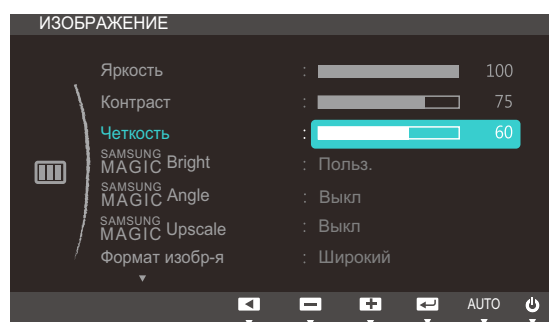 ИЗОБРАЖЕНИЕ
Яркость : 100
Контраст : 75
Четкость : 60
SAMSUNG
MAGIC Bright : Польз.
SAMSUNG
MAGIC Angle : Выкл
SAMSUNG
MAGIC Upscale : Выкл
Формат изобр-я : Широкий
AUTO